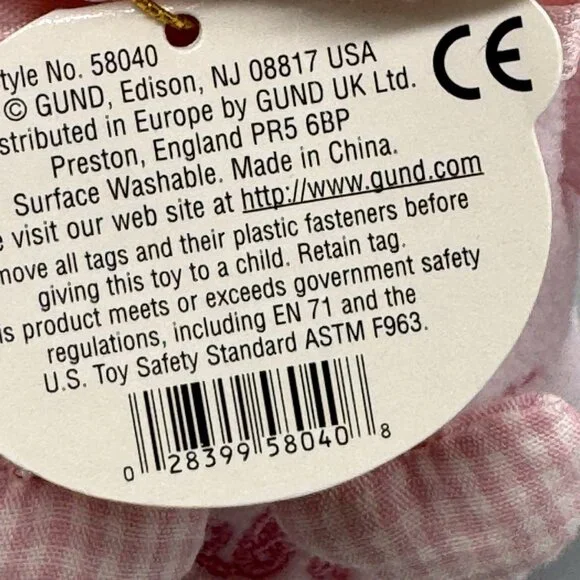 tyle No. 58040
© GUND, Edison, NJ 08817 USA
stributed in Europe by GUND UK Ltd.
Preston, England PR5 6BP
Surface Washable. Made in China.
e visit our web site at http://www.gund.com
move all tags and their plastic fasteners before
giving this toy to a child. Retain tag.
is product meets or exceeds government safety
regulations, including EN 71 and the
U.S. Toy Safety Standard ASTM F963.
CE
0 28399 58040 8